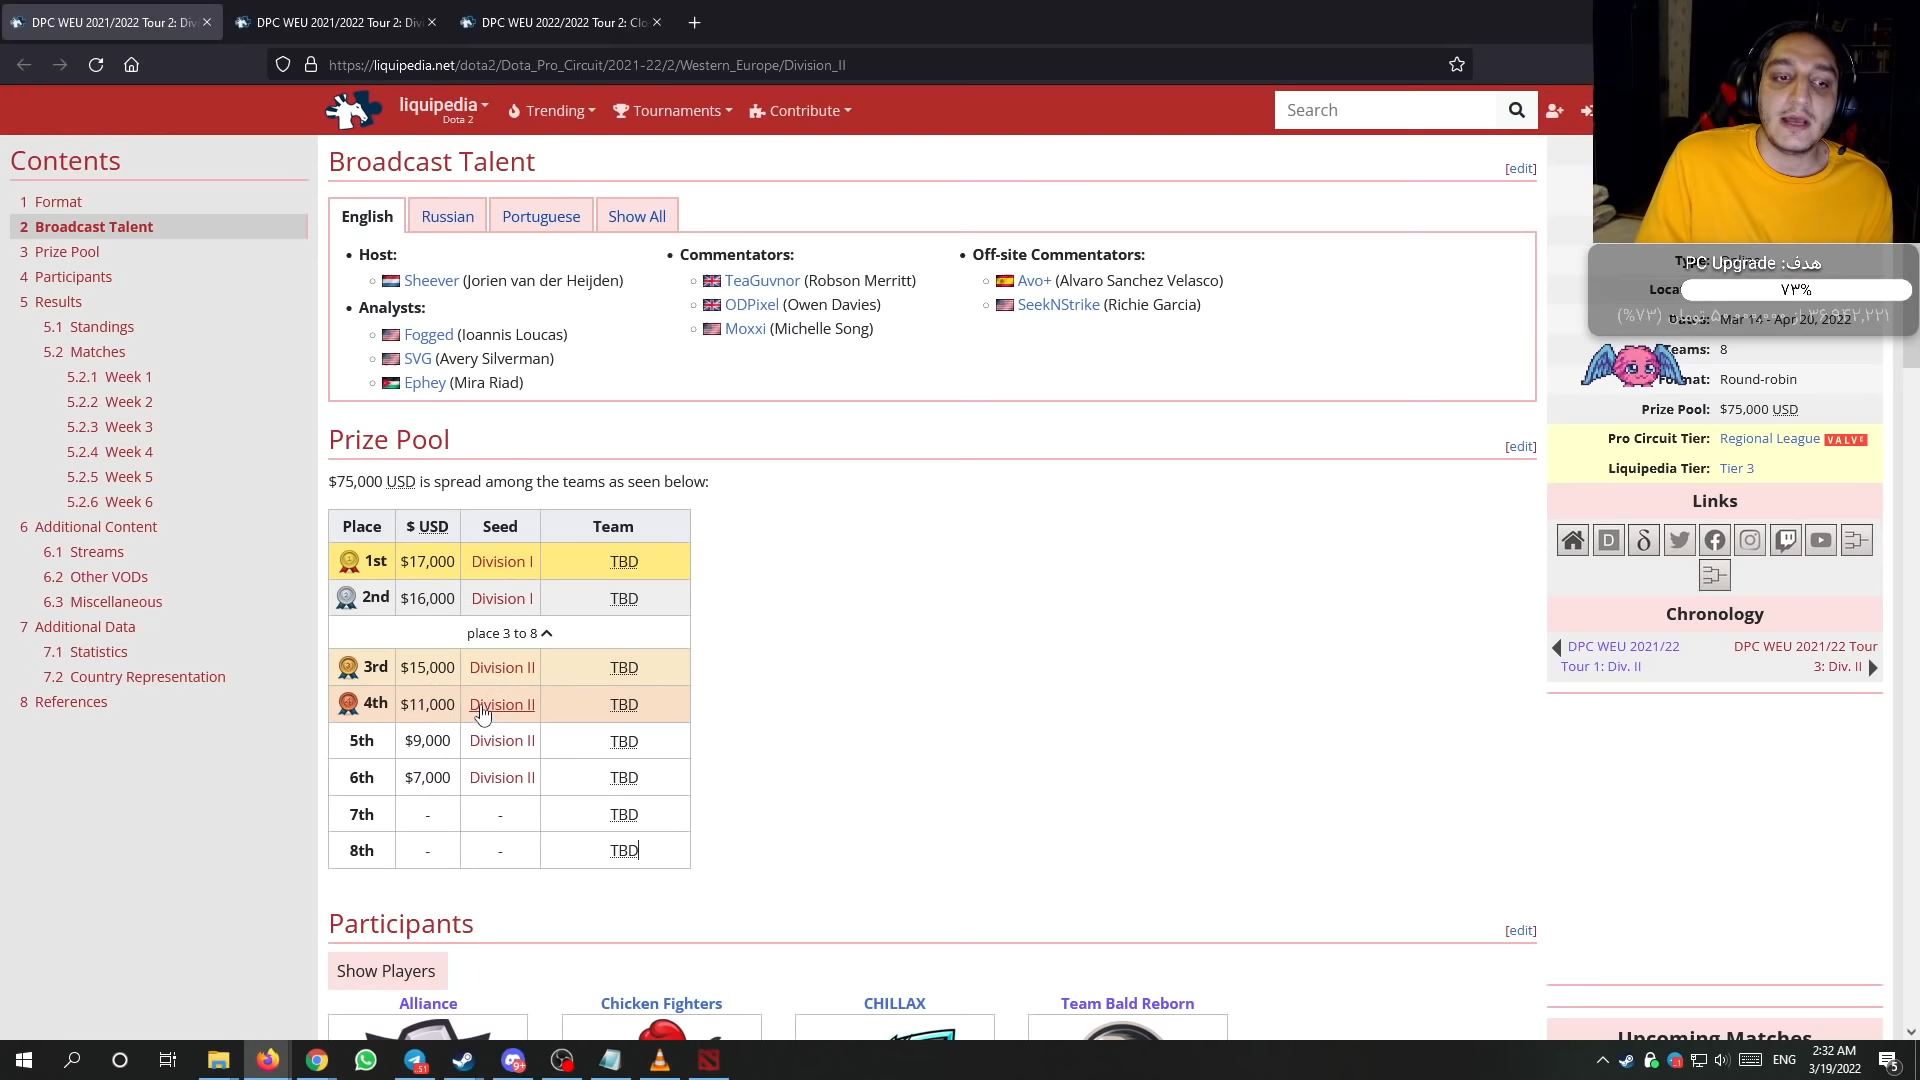 DPC WEU 2021/2022 Tour 2: Div
DPC WEU 2021/2022 Tour 2: Divi
DPC WEU 2022/2022 Tour 2: Clo
https://liquipedia.net/dota2/Dota_Pro_Circuit/2021-22/2/Western_Europe/Division_II
liquipedia
Dota 2
Trending
Tournaments
Contribute
Search
هدف: PC Upgrade
۷۳%
Contents
1 Format
2 Broadcast Talent
3 Prize Pool
4 Participants
5 Results
5.1 Standings
5.2 Matches
5.2.1 Week 1
5.2.2 Week 2
5.2.3 Week 3
5.2.4 Week 4
5.2.5 Week 5
5.2.6 Week 6
6 Additional Content
6.1 Streams
6.2 Other VODs
6.3 Miscellaneous
7 Additional Data
7.1 Statistics
7.2 Country Representation
8 References
Broadcast Talent
[edit]
English Russian Portuguese Show All
Host:
Sheever (Jorien van der Heijden)
Analysts:
Fogged (Ioannis Loucas)
SVG (Avery Silverman)
Ephey (Mira Riad)
Commentators:
TeaGuvnor (Robson Merritt)
ODPixel (Owen Davies)
Moxxi (Michelle Song)
Off-site Commentators:
Avo+ (Alvaro Sanchez Velasco)
SeekNStrike (Richie Garcia)
Prize Pool
[edit]
$75,000 USD is spread among the teams as seen below:
Place $ USD Seed Team
1st $17,000 Division I TBD
2nd $16,000 Division I TBD
place 3 to 8
3rd $15,000 Division II TBD
4th $11,000 Division II TBD
5th $9,000 Division II TBD
6th $7,000 Division II TBD
7th - - TBD
8th - - TBD
Participants
[edit]
Show Players
Alliance Chicken Fighters CHILLAX Team Bald Reborn
Mar 14 - Apr 20, 2022
Teams: 8
Round-robin
Prize Pool: $75,000 USD
Pro Circuit Tier: Regional League VALVE
Liquipedia Tier: Tier 3
Links
D
Chronology
DPC WEU 2021/22 Tour 1: Div. II
DPC WEU 2021/22 Tour 3: Div. II
Upcoming Matches
51
9+
ENG
2:32 AM
3/19/2022
5